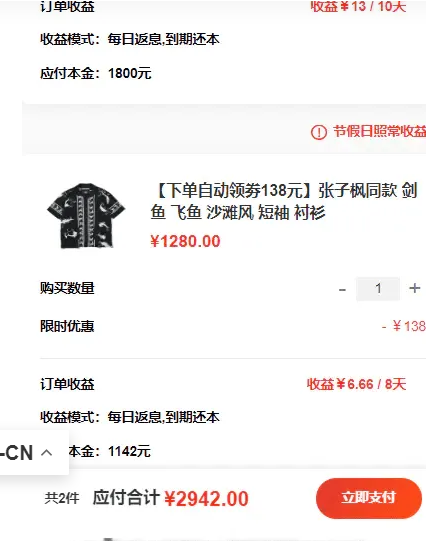 订单收益 收益￥13 / 10天
收益模式：每日返息,到期还本
应付本金：1800元
节假日照常收益
【下单自动领券138元】张子枫同款 剑
鱼 飞鱼 沙滩风 短袖 衬衫
¥1280.00
购买数量 - 1 +
限时优惠 - ￥138
订单收益 收益￥6.66 / 8天
收益模式：每日返息,到期还本
-CN
本金：1142元
共2件 应付合计 ¥2942.00 立即支付